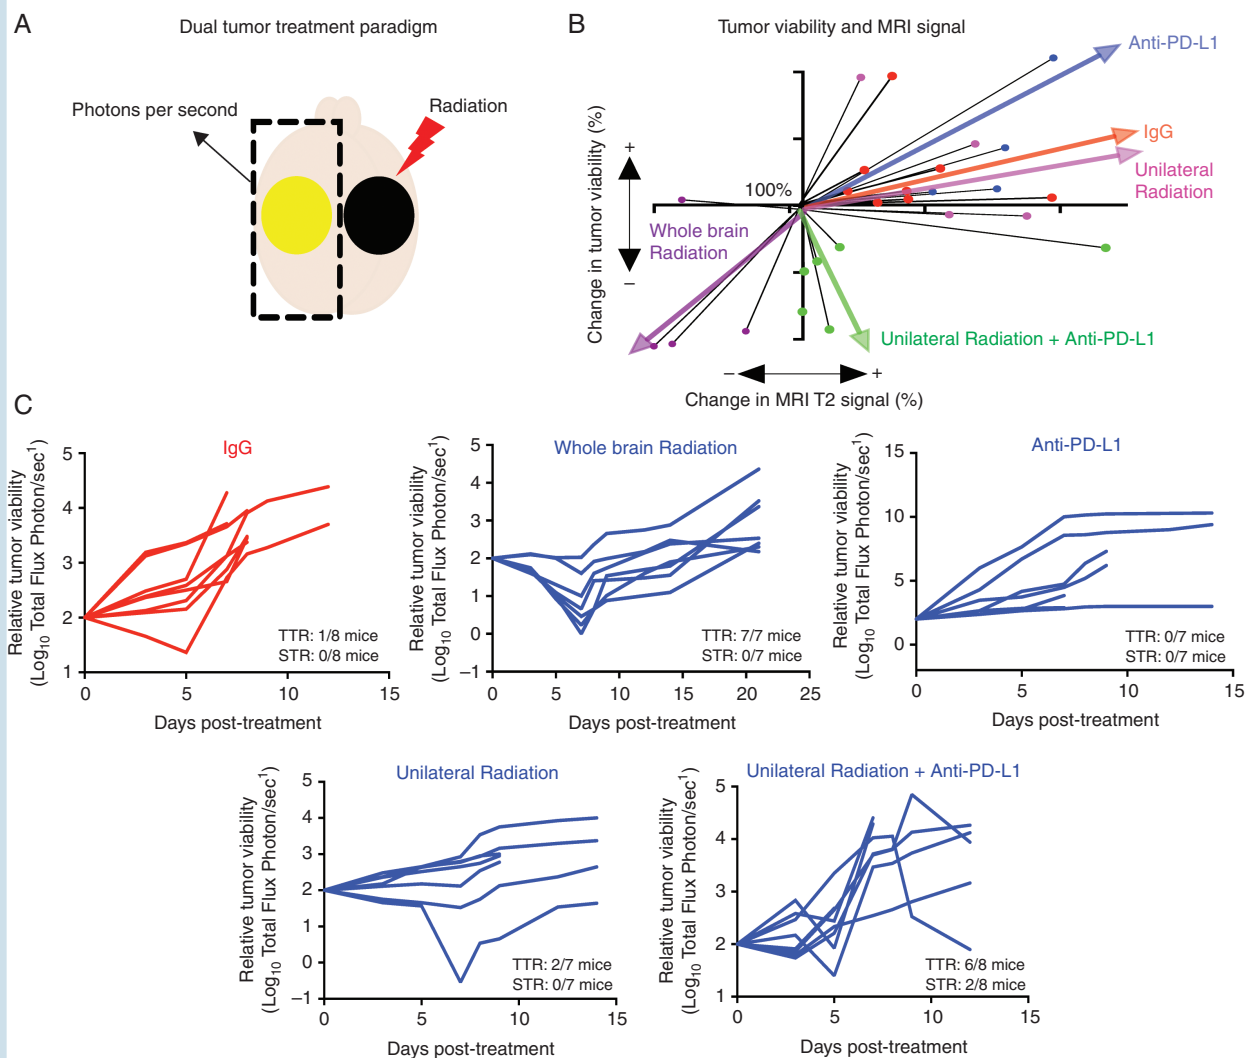 A
Dual tumor treatment paradigm
Photons per second
Radiation
B
Tumor viability and MRI signal
Change in tumor viability (%)
+
−
100%
Anti-PD-L1
IgG
Unilateral
Radiation
Whole brain
Radiation
Unilateral Radiation + Anti-PD-L1
−
+
Change in MRI T2 signal (%)
C
IgG
Relative tumor viability
(Log10 Total Flux Photon/sec1)
5
4
3
2
1
TTR: 1/8 mice
STR: 0/8 mice
0
5
10
15
Days post-treatment
Whole brain Radiation
Relative tumor viability
(Log10 Total Flux Photon/sec1)
5
4
3
2
1
0
−1
TTR: 7/7 mice
STR: 0/7 mice
0
5
10
15
20
25
Days post-treatment
Anti-PD-L1
Relative tumor viability
(Log10 Total Flux Photon/sec1)
15
10
5
0
TTR: 0/7 mice
STR: 0/7 mice
0
5
10
15
Days post-treatment
Unilateral Radiation
Relative tumor viability
(Log10 Total Flux Photon/sec1)
5
4
3
2
1
0
−1
TTR: 2/7 mice
STR: 0/7 mice
0
5
10
15
Days post-treatment
Unilateral Radiation + Anti-PD-L1
Relative tumor viability
(Log10 Total Flux Photon/sec1)
5
4
3
2
1
TTR: 6/8 mice
STR: 2/8 mice
0
5
10
15
Days post-treatment